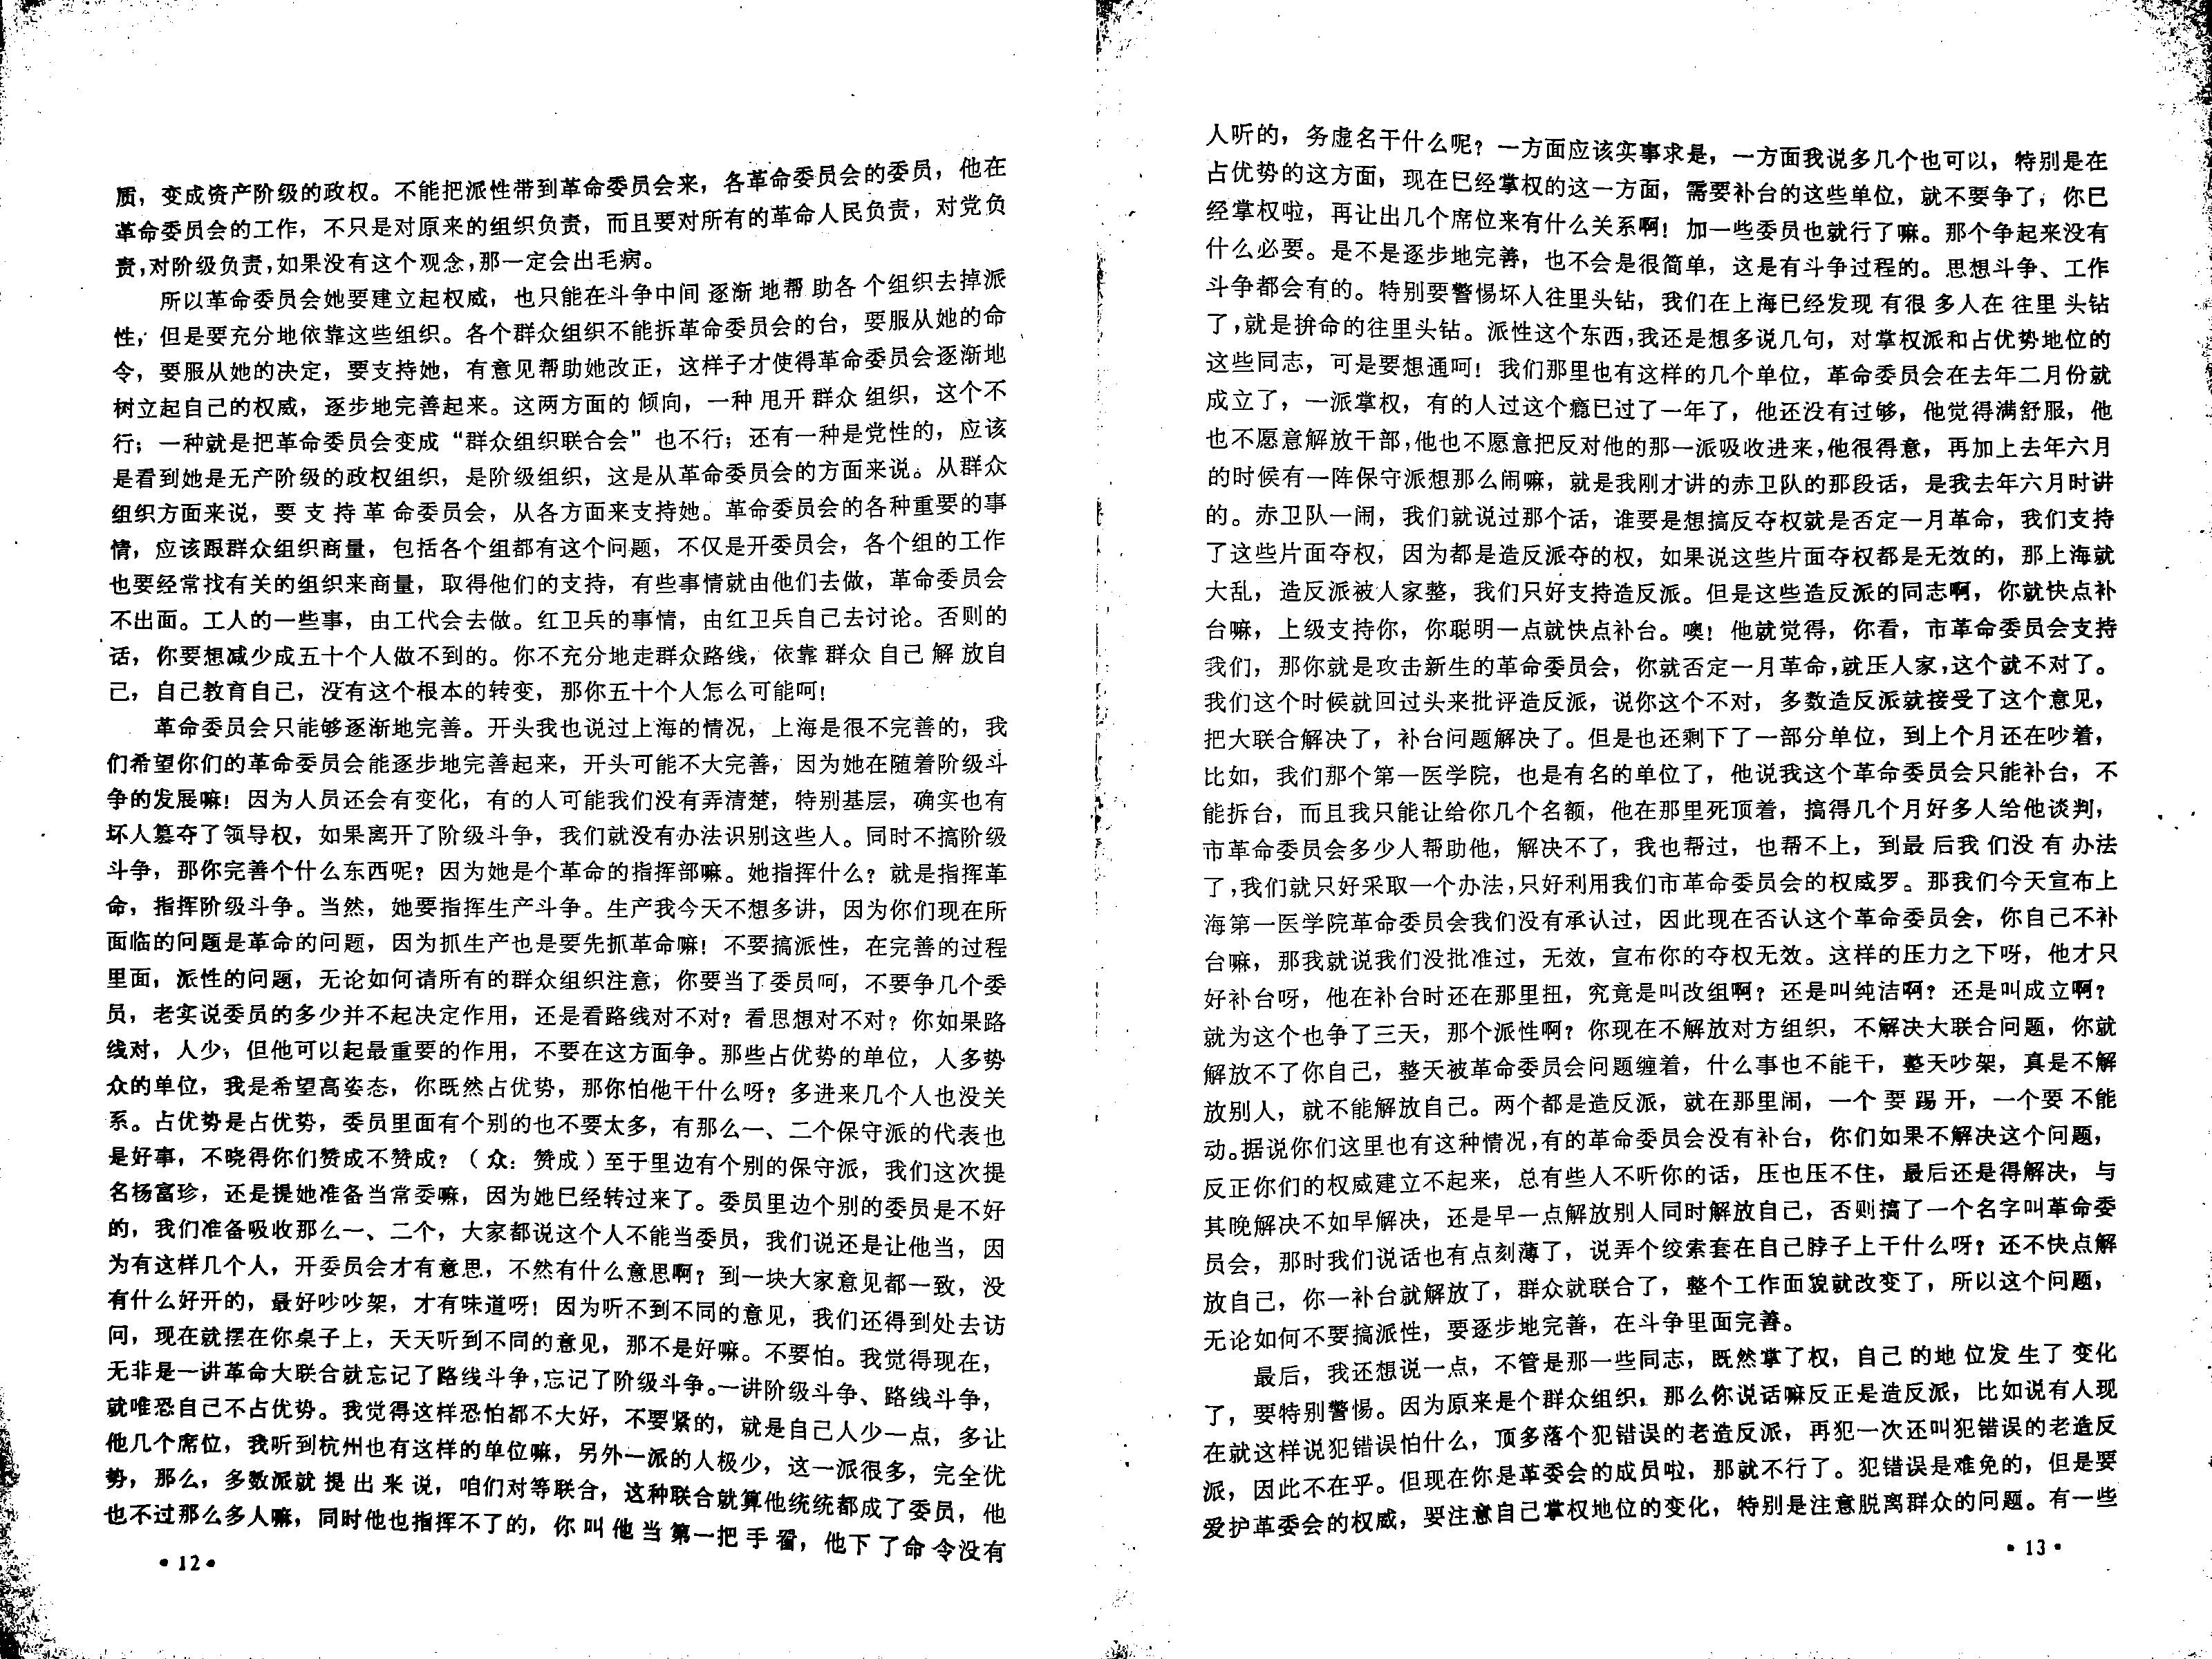 质，变成资产阶级的政权。不能把派性带到革命委员会来，各革命委员会的委员，他在
革命委员会的工作，不只是对原来的组织负责，而且要对所有的革命人民负责，对党负
责，对阶级负责，如果没有这个观念，那一定会出毛病。
所以革命委员会她要建立起权威，也只能在斗争中间逐渐地帮助各个组织去掉派
性；但是要充分地依靠这些组织。各个群众组织不能拆革命委员会的台，要服从她的命
令，要服从她的决定，要支持她，有意见帮助她改正，这样子才使得革命委员会逐渐地
树立起自己的权威，逐步地完善起来。这两方面的倾向，一种甩开群众组织，这个不
行；一种就是把革命委员会变成“群众组织联合会”也不行；还有一种是党性的，应该
是看到她是无产阶级的政权组织，是阶级组织，这是从革命委员会的方面来说。从群众
组织方面来说，要支持革命委员会，从各方面来支持她。革命委员会的各种重要的事
情，应该跟群众组织商量，包括各个组都有这个问题，不仅是开委员会，各个组的工作
也要经常找有关的组织来商量，取得他们的支持，有些事情就由他们去做，革命委员会
不出面。工人的一些事，由工代会去做。红卫兵的事情，由红卫兵自己去讨论。否则的
话，你要想减少成五十个人做不到的。你不充分地走群众路线，依靠群众自己解放自
己，自己教育自己，没有这个根本的转变，那你五十个人怎么可能呵！
革命委员会只能够逐渐地完善。开头我也说过上海的情况，上海是很不完善的，我
们希望你们的革命委员会能逐步地完善起来，开头可能不大完善，因为她在随着阶级斗
争的发展嘛！因为人员还会有变化，有的人可能我们没有弄清楚，特别基层，确实也有
坏人篡夺了领导权，如果离开了阶级斗争，我们就没有办法识别这些人。同时不搞阶级
斗争，那你完善个什么东西呢？因为她是个革命的指挥部嘛。她指挥什么？就是指挥革
命，指挥阶级斗争。当然，她要指挥生产斗争。生产我今天不想多讲，因为你们现在所
面临的问题是革命的问题，因为抓生产也是要先抓革命嘛！不要搞派性，在完善的过程
里面，派性的问题，无论如何请所有的群众组织注意，你要当了委员呵，不要争几个委
员，老实说委员的多少并不起决定作用，还是看路线对不对？看思想对不对？你如果路
线对，人少，但他可以起最重要的作用，不要在这方面争。那些占优势的单位，人多势
众的单位，我是希望高姿态，你既然占优势，那你怕他干什么呀？多进来几个人也没关
系。占优势是占优势，委员里面有个别的也不要太多，有那么一、二个保守派的代表也
是好事，不晓得你们赞成不赞成？（众：赞成）至于里边有个别的保守派，我们这次提
名杨富珍，还是提她准备当常委嘛，因为她已经转过来了。委员里边个别的委员是不好
的，我们准备吸收那么一、二个，大家都说这个人不能当委员，我们说还是让他当，因
为有这样几个人，开委员会才有意思，不然有什么意思啊？到一块大家意见都一致，没
有什么好开的，最好吵吵架，才有味道呀！因为听不到不同的意见，我们还得到处去访
问，现在就摆在你桌子上，天天听到不同的意见，那不是好嘛。不要怕。我觉得现在，
无非是一讲革命大联合就忘记了路线斗争，忘记了阶级斗争。一讲阶级斗争、路线斗争，
就唯恐自己不占优势。我觉得这样恐怕都不大好，不要紧的，就是自己人少一点，多让
他几个席位，我听到杭州也有这样的单位嘛，另外一派的人极少，这一派很多，完全优
势，那么，多数派就提出来说，咱们对等联合，这种联合就算他统统都成了委员，他
也不过那么多人嘛，同时他也指挥不了的，你叫他当第一把手看，他下了命令没有
•12•
人听的，务虚名干什么呢？一方面应该实事求是，一方面我说多几个也可以，特别是在
占优势的这方面，现在已经掌权的这一方面，需要补台的这些单位，就不要争了；你已
经掌权啦，再让出几个席位来有什么关系啊！加一些委员也就行了嘛。那个争起来没有
什么必要。是不是逐步地完善，也不会是很简单，这是有斗争过程的。思想斗争、工作
斗争都会有的。特别要警惕坏人往里头钻，我们在上海已经发现有很多人在往里头钻
了，就是拚命的往里头钻。派性这个东西，我还是想多说几句，对掌权派和占优势地位的
这些同志，可是要想通呵！我们那里也有这样的几个单位，革命委员会在去年二月份就
成立了，一派掌权，有的人过这个瘾已过了一年了，他还没有过够，他觉得满舒服，他
也不愿意解放干部，他也不愿意把反对他的那一派吸收进来，他很得意，再加上去年六月
的时候有一阵保守派想那么闹嘛，就是我刚才讲的赤卫队的那段话，是我去年六月时讲
的。赤卫队一闹，我们就说过那个话，谁要是想搞反夺权就是否定一月革命，我们支持
了这些片面夺权，因为都是造反派夺的权，如果说这些片面夺权都是无效的，那上海就
大乱，造反派被人家整，我们只好支持造反派。但是这些造反派的同志啊，你就快点补
台嘛，上级支持你，你聪明一点就快点补台。噢！他就觉得，你看，市革命委员会支持
我们，那你就是攻击新生的革命委员会，你就否定一月革命，就压人家，这个就不对了。
我们这个时候就回过头来批评造反派，说你这个不对，多数造反派就接受了这个意见，
把大联合解决了，补台问题解决了。但是也还剩下了一部分单位，到上个月还在吵着，
比如，我们那个第一医学院，也是有名的单位了，他说我这个革命委员会只能补台，不
能拆台，而且我只能让给你几个名额，他在那里死顶着，搞得几个月好多人给他谈判，
市革命委员会多少人帮助他，解决不了，我也帮过，也帮不上，到最后我们没有办法
了，我们就只好采取一个办法，只好利用我们市革命委员会的权威罗。那我们今天宣布上
海第一医学院革命委员会我们没有承认过，因此现在否认这个革命委员会，你自己不补
台嘛，那我就说我们没批准过，无效，宣布你的夺权无效。这样的压力之下呀，他才只
好补台呀，他在补台时还在那里扭，究竟是叫改组啊？还是叫纯洁啊？还是叫成立啊？
就为这个也争了三天，那个派性啊？你现在不解放对方组织，不解决大联合问题，你就
解放不了你自己，整天被革命委员会问题缠着，什么事也不能干，整天吵架，真是不解
放别人，就不能解放自己。两个都是造反派，就在那里闹，一个要踢开，一个要不能
动。据说你们这里也有这种情况，有的革命委员会没有补台，你们如果不解决这个问题，
反正你们的权威建立不起来，总有些人不听你的话，压也压不住，最后还是得解决，与
其晚解决不如早解决，还是早一点解放别人同时解放自己，否则搞了一个名字叫革命委
员会，那时我们说话也有点刻薄了，说弄个绞索套在自己脖子上干什么呀？还不快点解
放自己，你一补台就解放了，群众就联合了，整个工作面貌就改变了，所以这个问题，
无论如何不要搞派性，要逐步地完善，在斗争里面完善。
最后，我还想说一点，不管是那一些同志，既然掌了权，自己的地位发生了变化
了，要特别警惕。因为原来是个群众组织，那么你说话嘛反正是造反派，比如说有人现
在就这样说犯错误怕什么，顶多落个犯错误的老造反派，再犯一次还叫犯错误的老造反
派，因此不在乎。但现在你是革委会的成员啦，那就不行了。犯错误是难免的，但是要
爱护革委会的权威，要注意自己掌权地位的变化，特别是注意脱离群众的问题。有一些
•13•